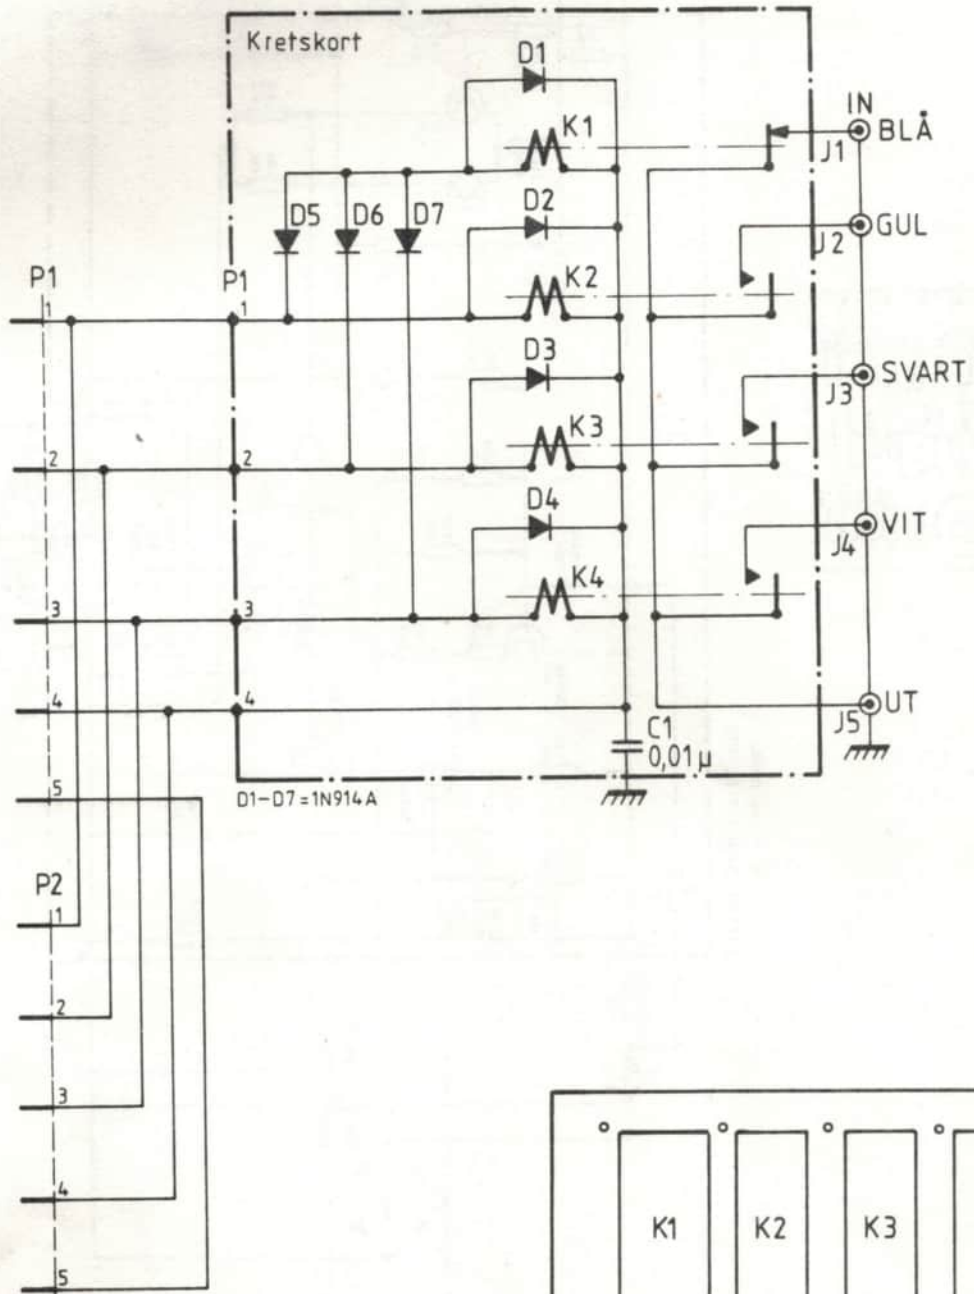 Kretskort
D1
IN
BLÅ
K1
J1
D2
D5
D6
D7
J2
GUL
P1
P1
K2
1
1
D3
J3
SVART
K3
2
2
D4
J4
VIT
K4
3
3
4
4
J5
UT
C1
0,01 µ
5
D1-D7=1N914A
P2
1
2
3
4
5
K1
K2
K3